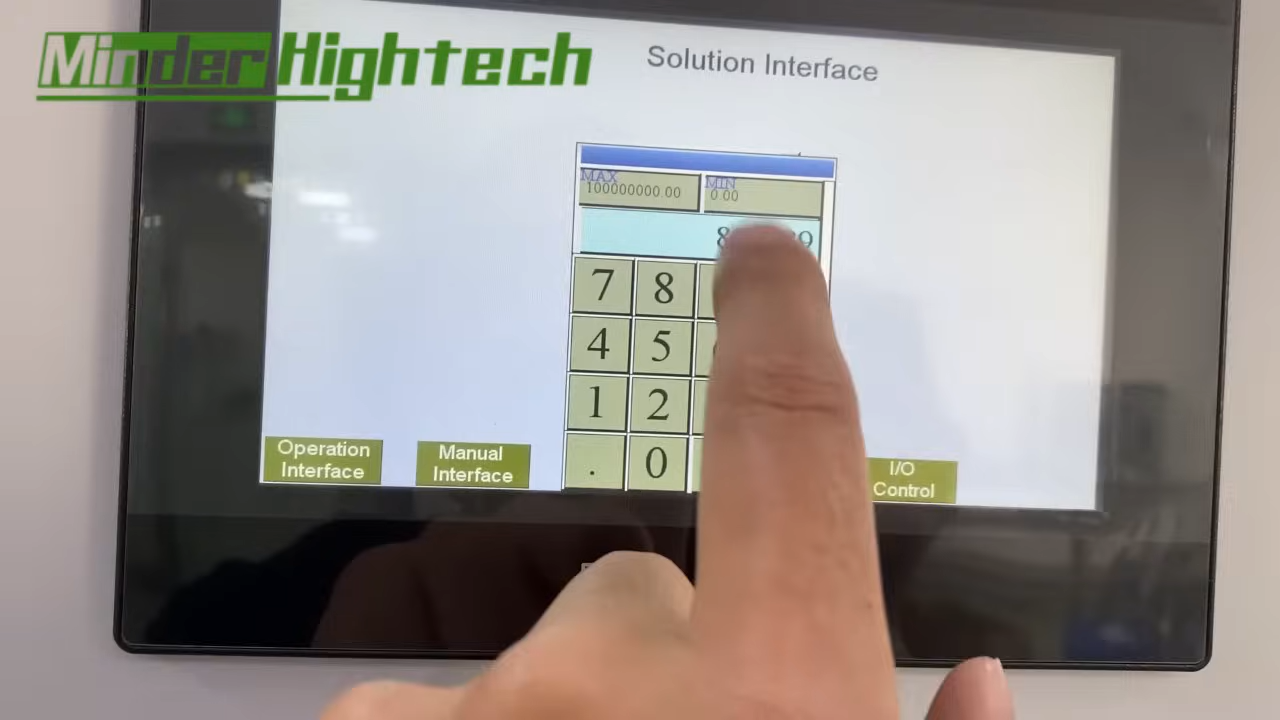 Minder Hightech
Solution Interface
MAX
MIN
100000000.00
0 00
7 8
4 5
1 2
. 0
Operation
Interface
Manual
Interface
I/O
Control